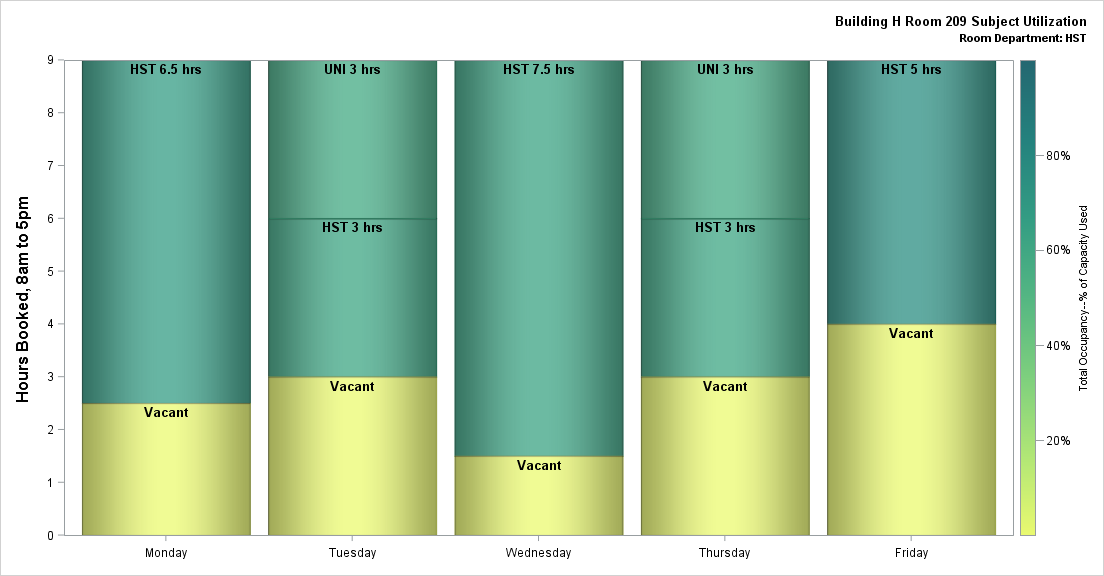 Building H Room 209 Subject Utilization
Room Department: HST
Hours Booked, 8am to 5pm
9
8
7
6
5
4
3
2
1
0
HST 6.5 hrs
Vacant
UNI 3 hrs
HST 3 hrs
Vacant
HST 7.5 hrs
Vacant
UNI 3 hrs
HST 3 hrs
Vacant
HST 5 hrs
Vacant
Monday
Tuesday
Wednesday
Thursday
Friday
80%
60%
40%
20%
Total Occupancy--% of Capacity Used